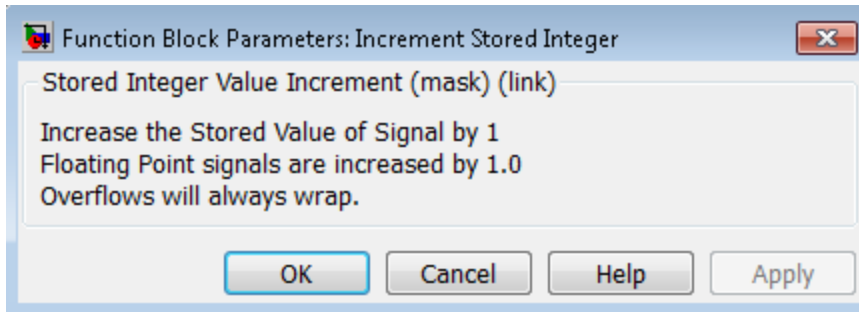 Function Block Parameters: Increment Stored Integer
Stored Integer Value Increment (mask) (link)
Increase the Stored Value of Signal by 1
Floating Point signals are increased by 1.0
Overflows will always wrap.
OK Cancel Help Apply